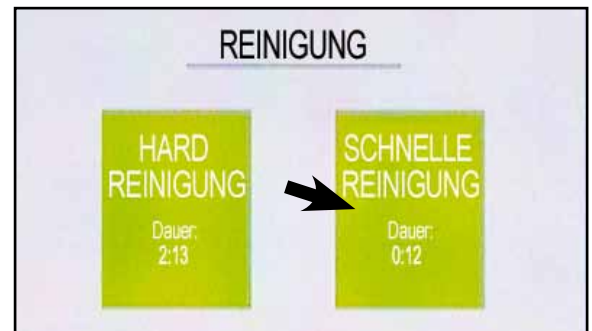 REINIGUNG
HARD
REINIGUNG
Dauer:
2:13
SCHNELLE
REINIGUNG
Dauer:
0:12